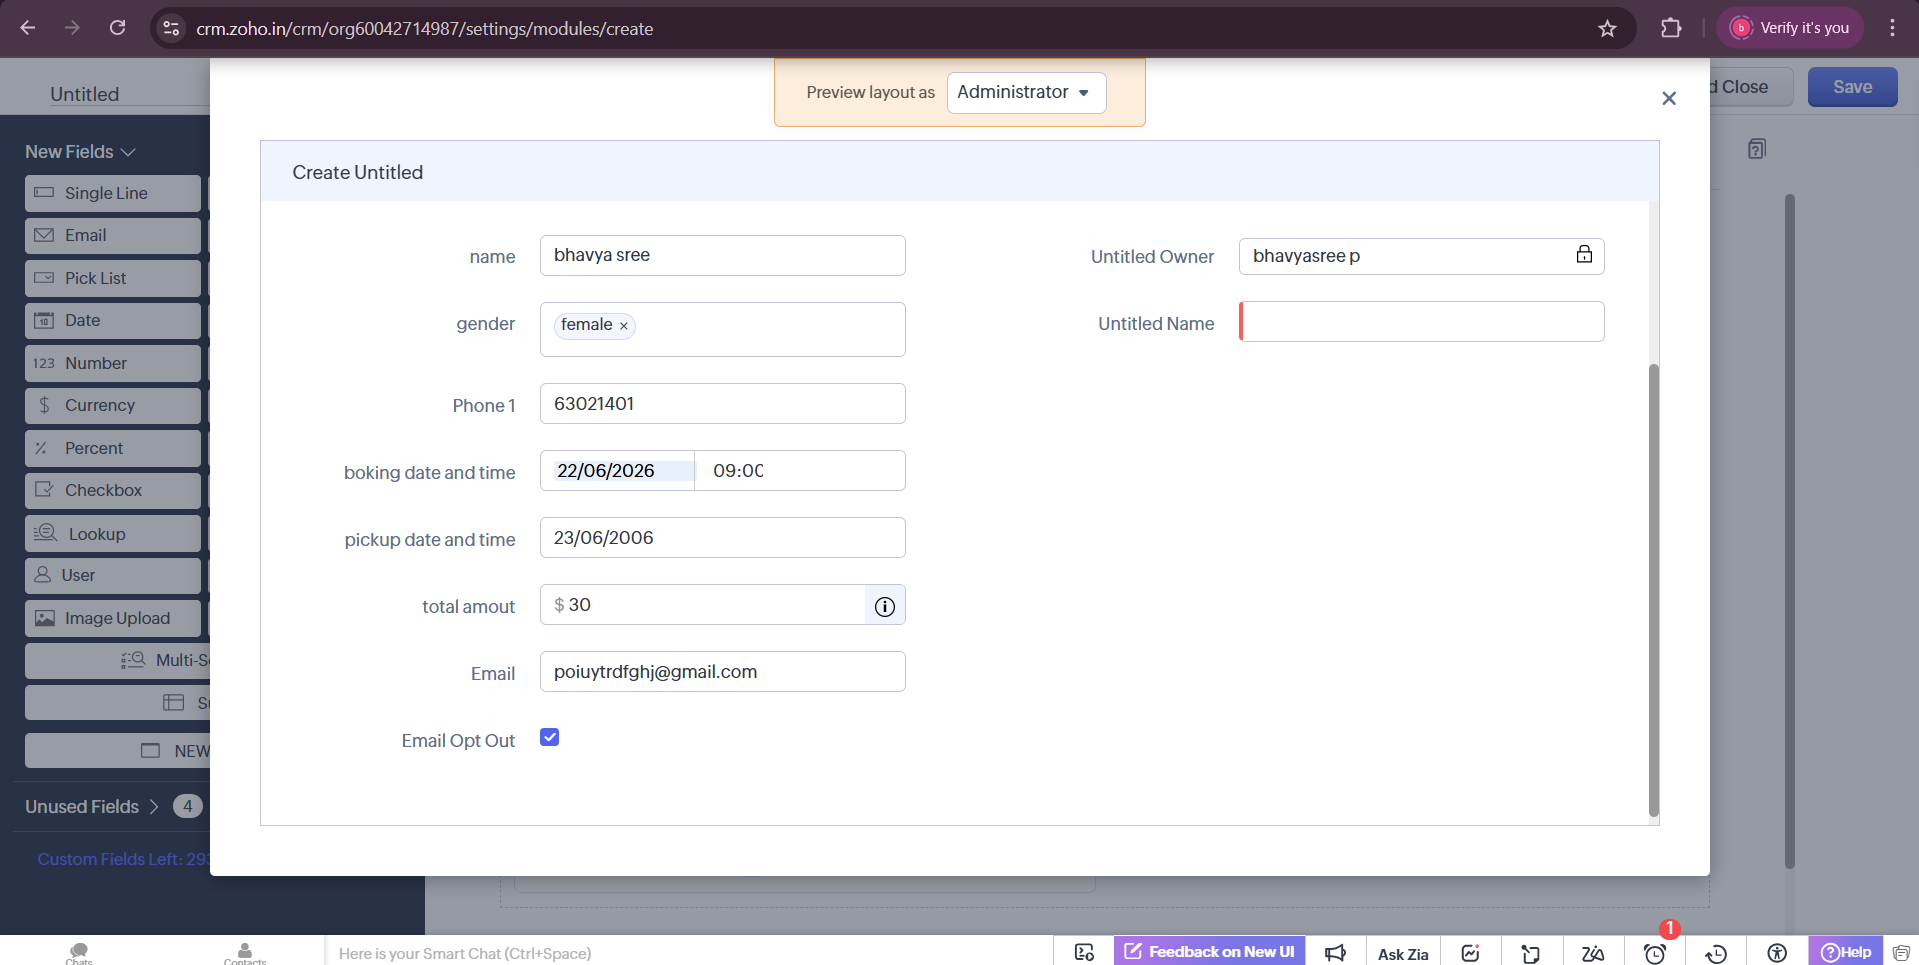 crm.zoho.in/crm/org60042714987/settings/modules/create
b Verify it's you
Untitled
Preview layout as Administrator
d Close
Save
New Fields
Single Line
Email
Pick List
Date
123 Number
$ Currency
Percent
Checkbox
Lookup
User
Image Upload
Multi-Se
Su
NEW
Unused Fields 4
Custom Fields Left: 293
Create Untitled
name bhavya sree
Untitled Owner bhavyasree p
gender female ×
Untitled Name
Phone 1 63021401
boking date and time 22/06/2026 09:00
pickup date and time 23/06/2006
total amout $ 30
Email poiuytrdfghj@gmail.com
Email Opt Out
Chats
Contacts
Here is your Smart Chat (Ctrl+Space)
Feedback on New UI
Ask Zia
1
Help